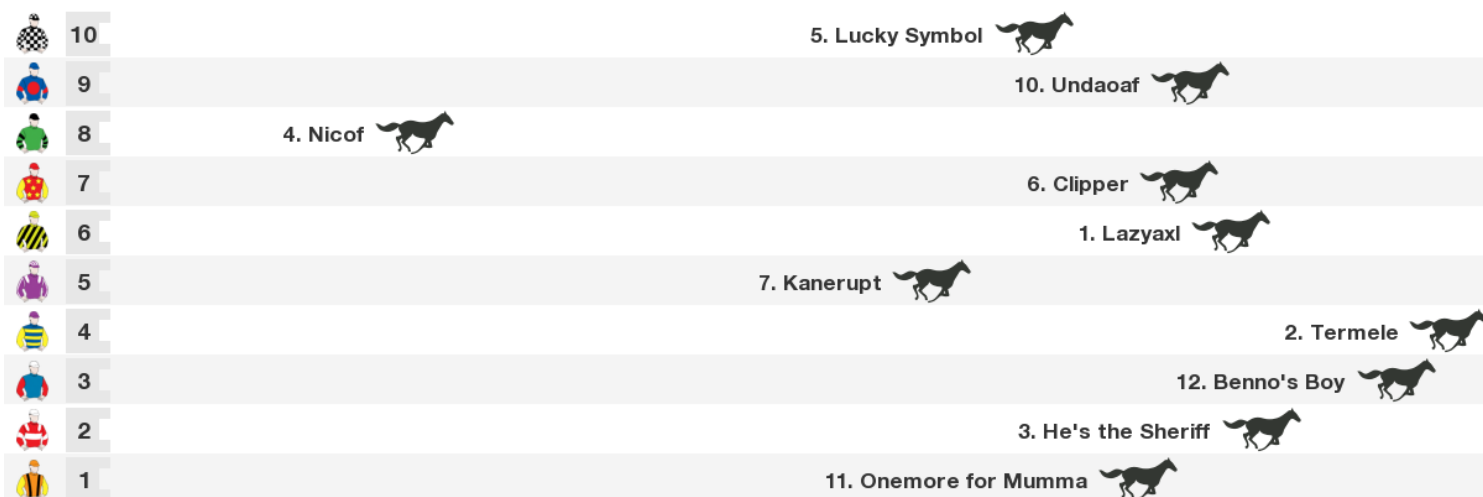 10 5. Lucky Symbol
9 10. Undaoaf
8 4. Nicof
7 6. Clipper
6 1. Lazyaxl
5 7. Kanerupt
4 2. Termele
3 12. Benno's Boy
2 3. He's the Sheriff
1 11. Onemore for Mumma